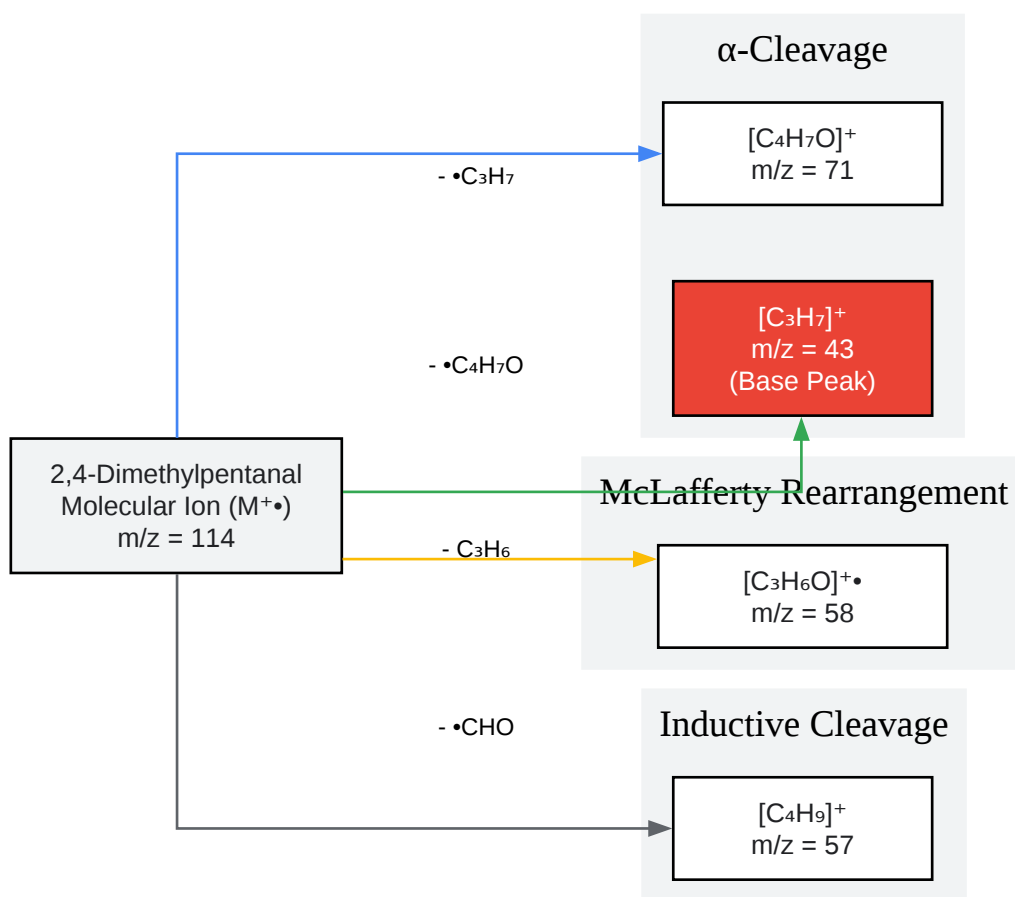 α-Cleavage
[C₄H₇O]⁺
m/z = 71
- •C₃H₇
[C₃H₇]⁺
m/z = 43
(Base Peak)
- •C₄H₇O
2,4-Dimethylpentanal
Molecular Ion (M⁺•)
m/z = 114
McLafferty Rearrangement
- C₃H₆
[C₃H₆O]⁺•
m/z = 58
Inductive Cleavage
- •CHO
[C₄H₉]⁺
m/z = 57